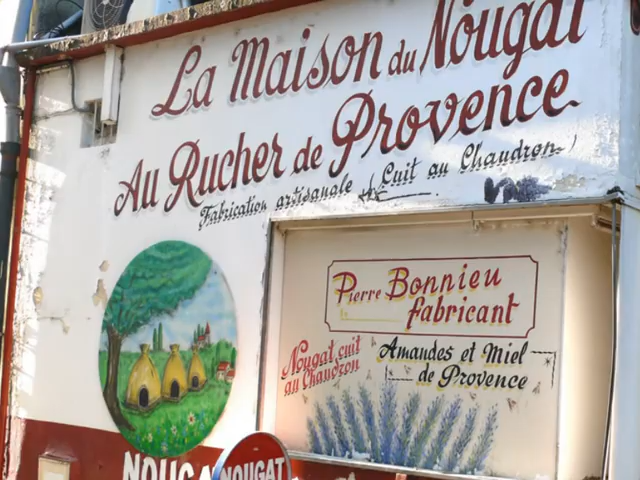 La Maison du Nougat
Au Rucher de Provence
Fabrication artisanale Cuit au Chaudron
Pierre Bonnieu
fabricant
Nougat cuit
au Chaudron
Amandes et Miel
de Provence
NOUGAT